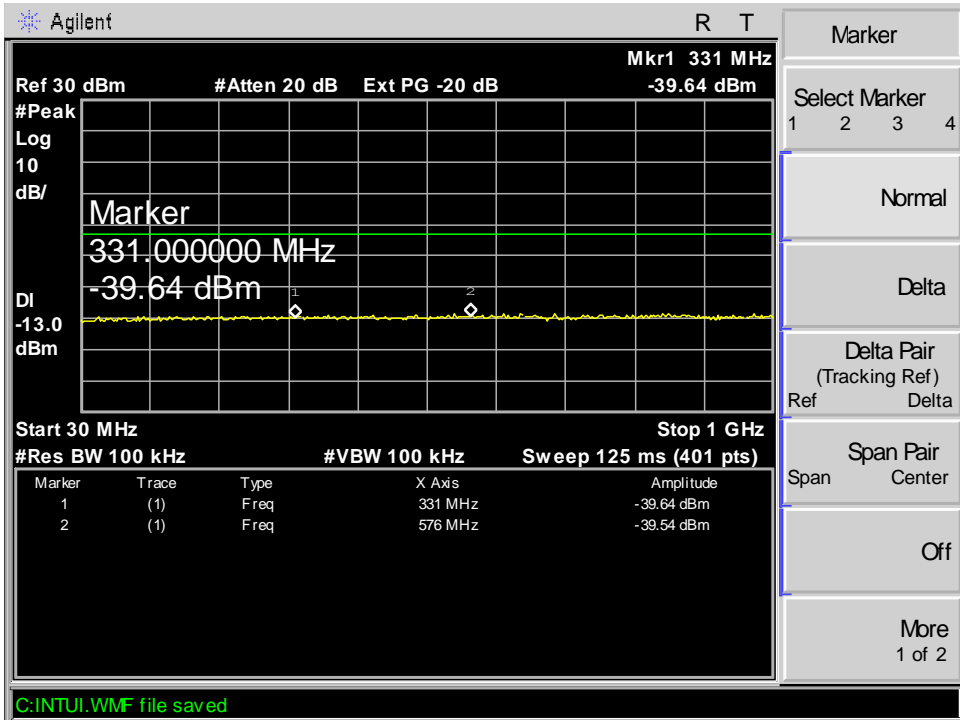 Agilent
R T
Mkr1 331 MHz
Ref 30 dBm #Atten 20 dB Ext PG -20 dB -39.64 dBm
#Peak
Log
10
dB/
Marker
331.000000 MHz
-39.64 dBm
1
2
DI
-13.0
dBm
Start 30 MHz Stop 1 GHz
#Res BW 100 kHz #VBW 100 kHz Sweep 125 ms (401 pts)
Marker Trace Type X Axis Amplitude
1 (1) Freq 331 MHz -39.64 dBm
2 (1) Freq 576 MHz -39.54 dBm
C:INTUI.WMF file saved
Marker
Select Marker
1 2 3 4
Normal
Delta
Delta Pair
(Tracking Ref)
Ref Delta
Span Pair
Span Center
Off
More
1 of 2